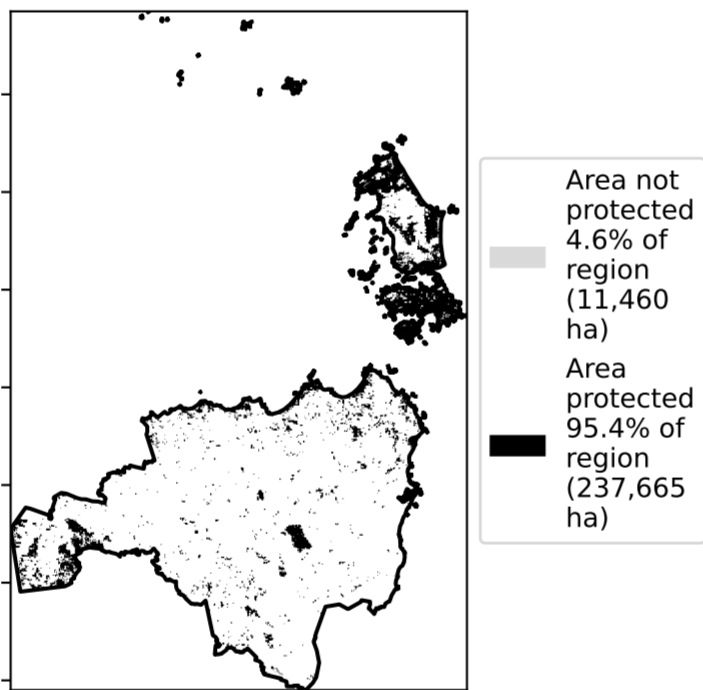 Area not
protected
4.6% of
region
(11,460
ha)
Area
protected
95.4% of
region
(237,665
ha)